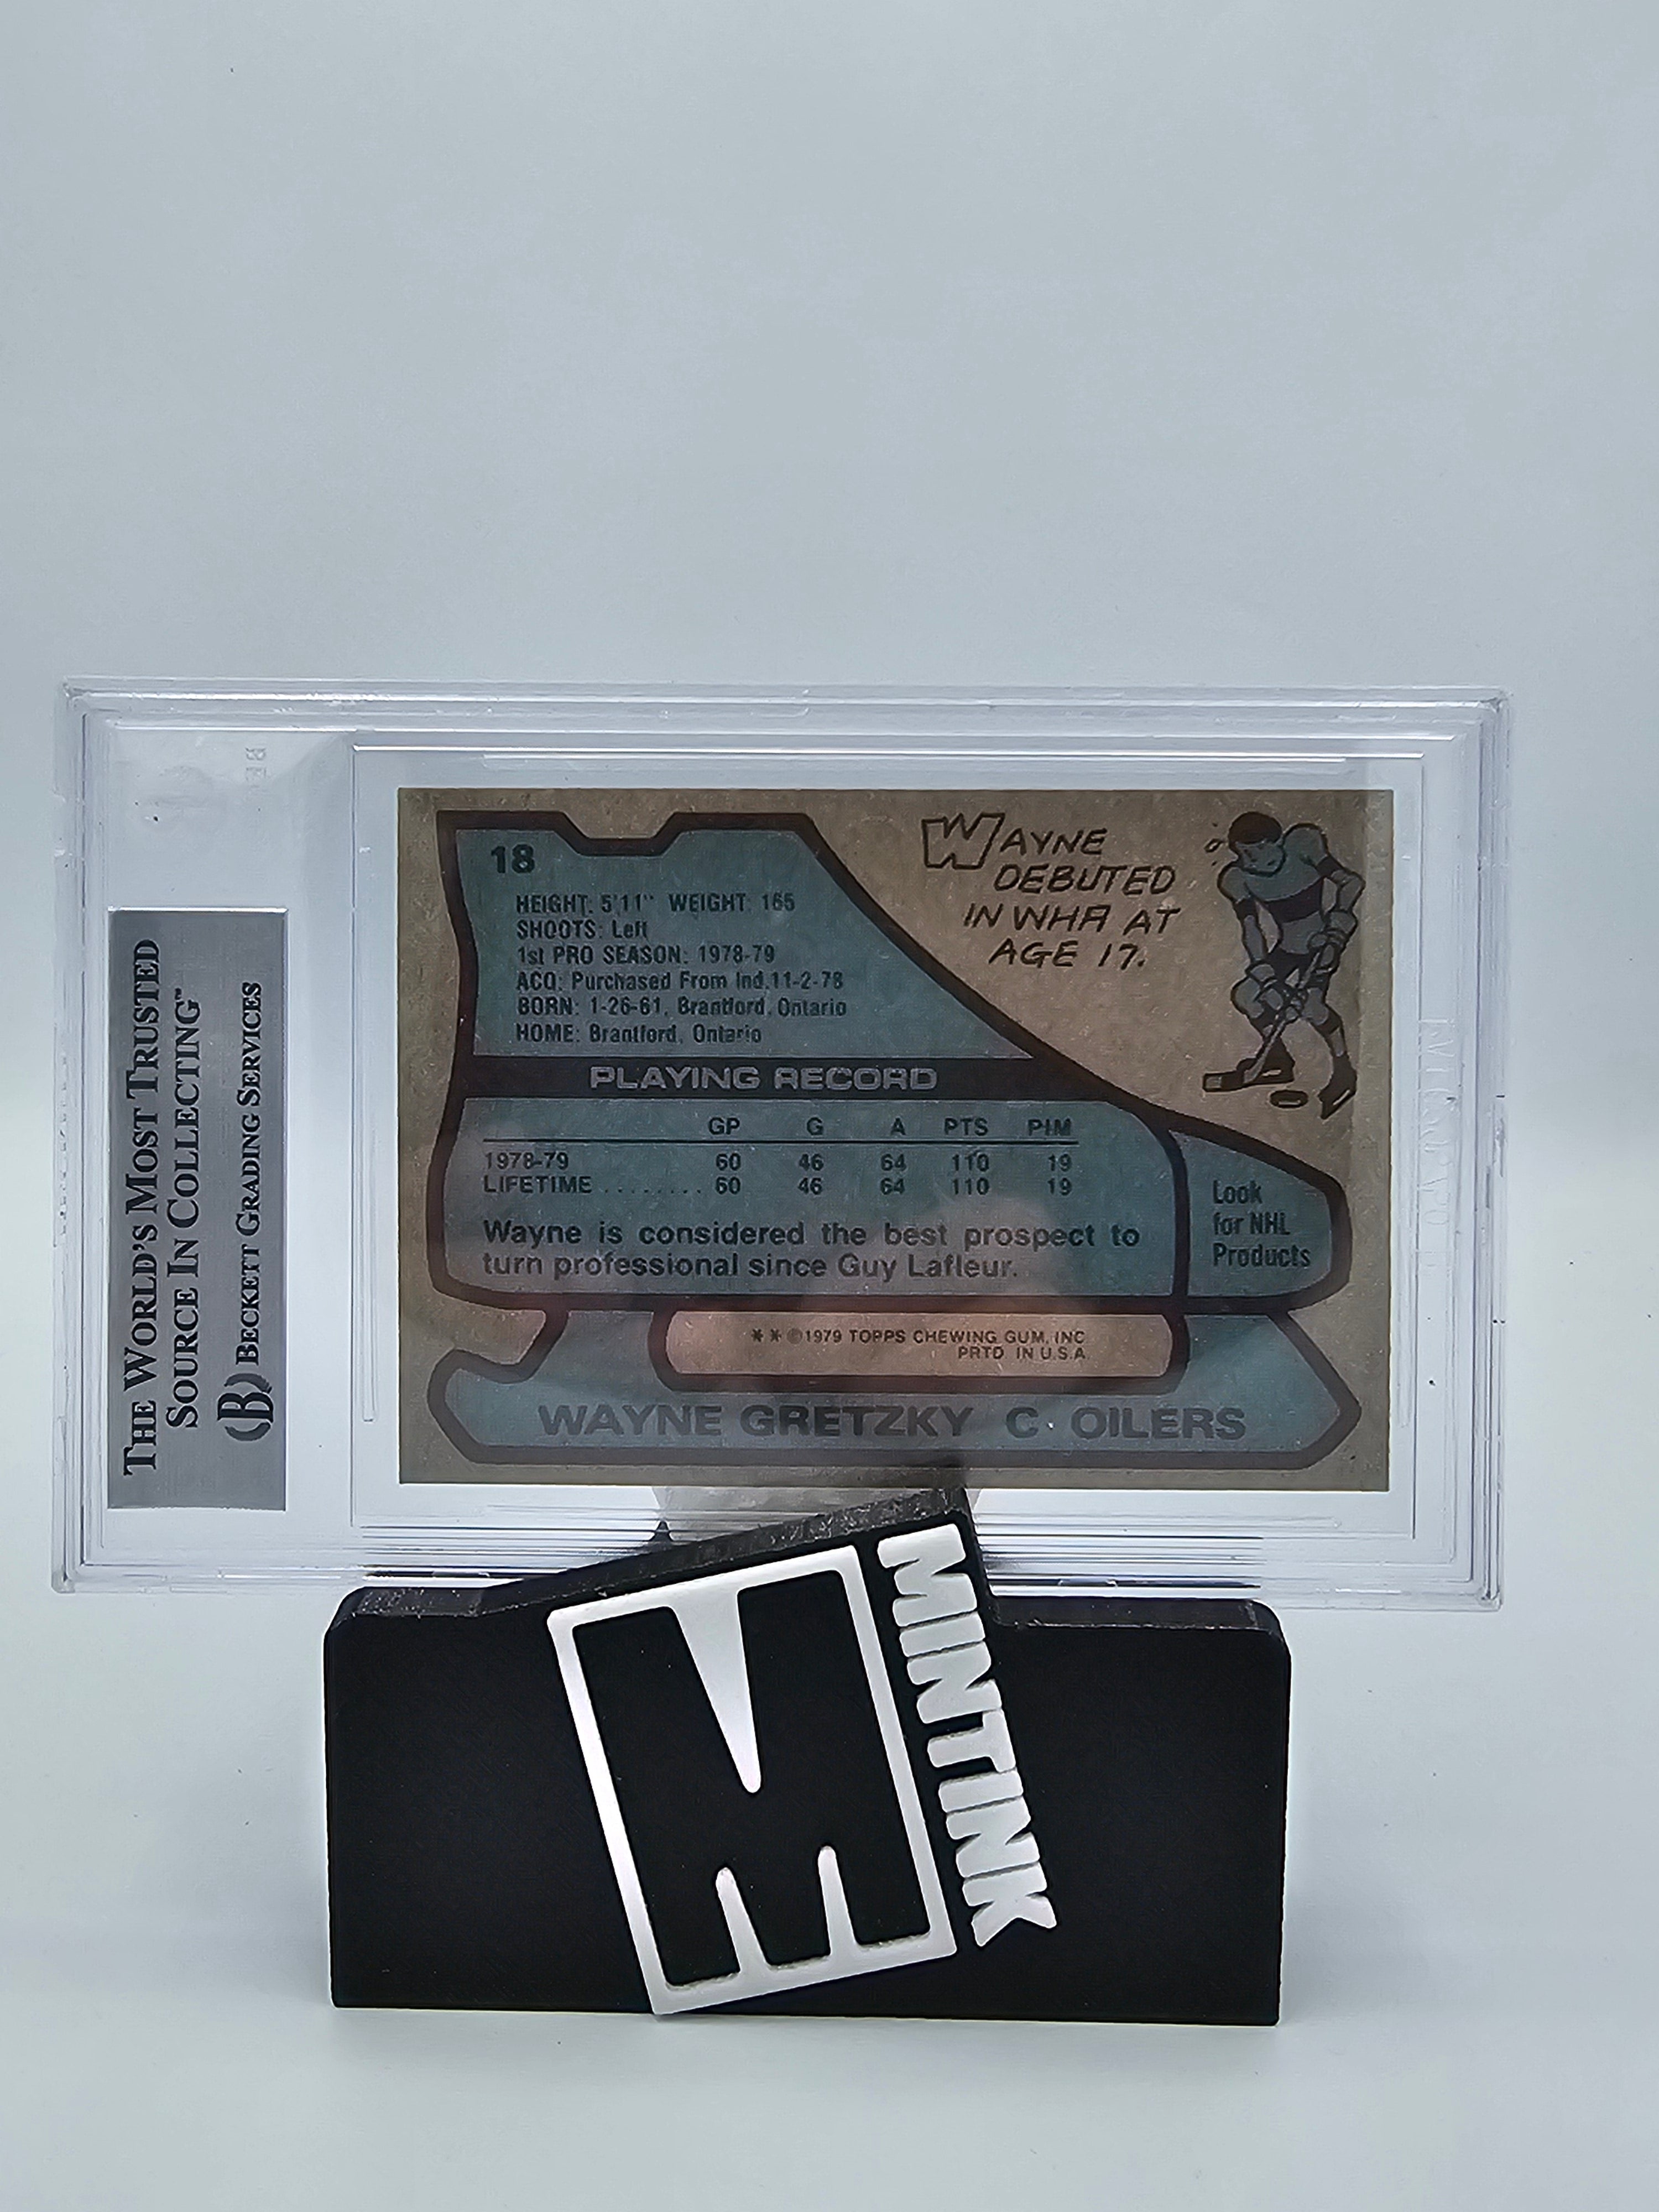 THE WORLD'S MOST TRUSTED
SOURCE IN COLLECTING™
BECKETT GRADING SERVICES
18
HEIGHT: 5'11" WEIGHT: 165
SHOOTS: Left
1st PRO SEASON: 1978-79
ACQ: Purchased From Ind. 11-2-78
BORN: 1-26-61, Brantford, Ontario
HOME: Brantford, Ontario
WAYNE
DEBUTED
IN WHA AT
AGE 17.
PLAYING RECORD
GP G A PTS PIM
1978-79 60 46 64 110 19
LIFETIME ........ 60 46 64 110 19
Wayne is considered the best prospect to
turn professional since Guy Lafleur.
Look
for NHL
Products
** ©1979 TOPPS CHEWING GUM, INC
PRTD. IN U.S.A.
WAYNE GRETZKY C · OILERS
M
MINTINK